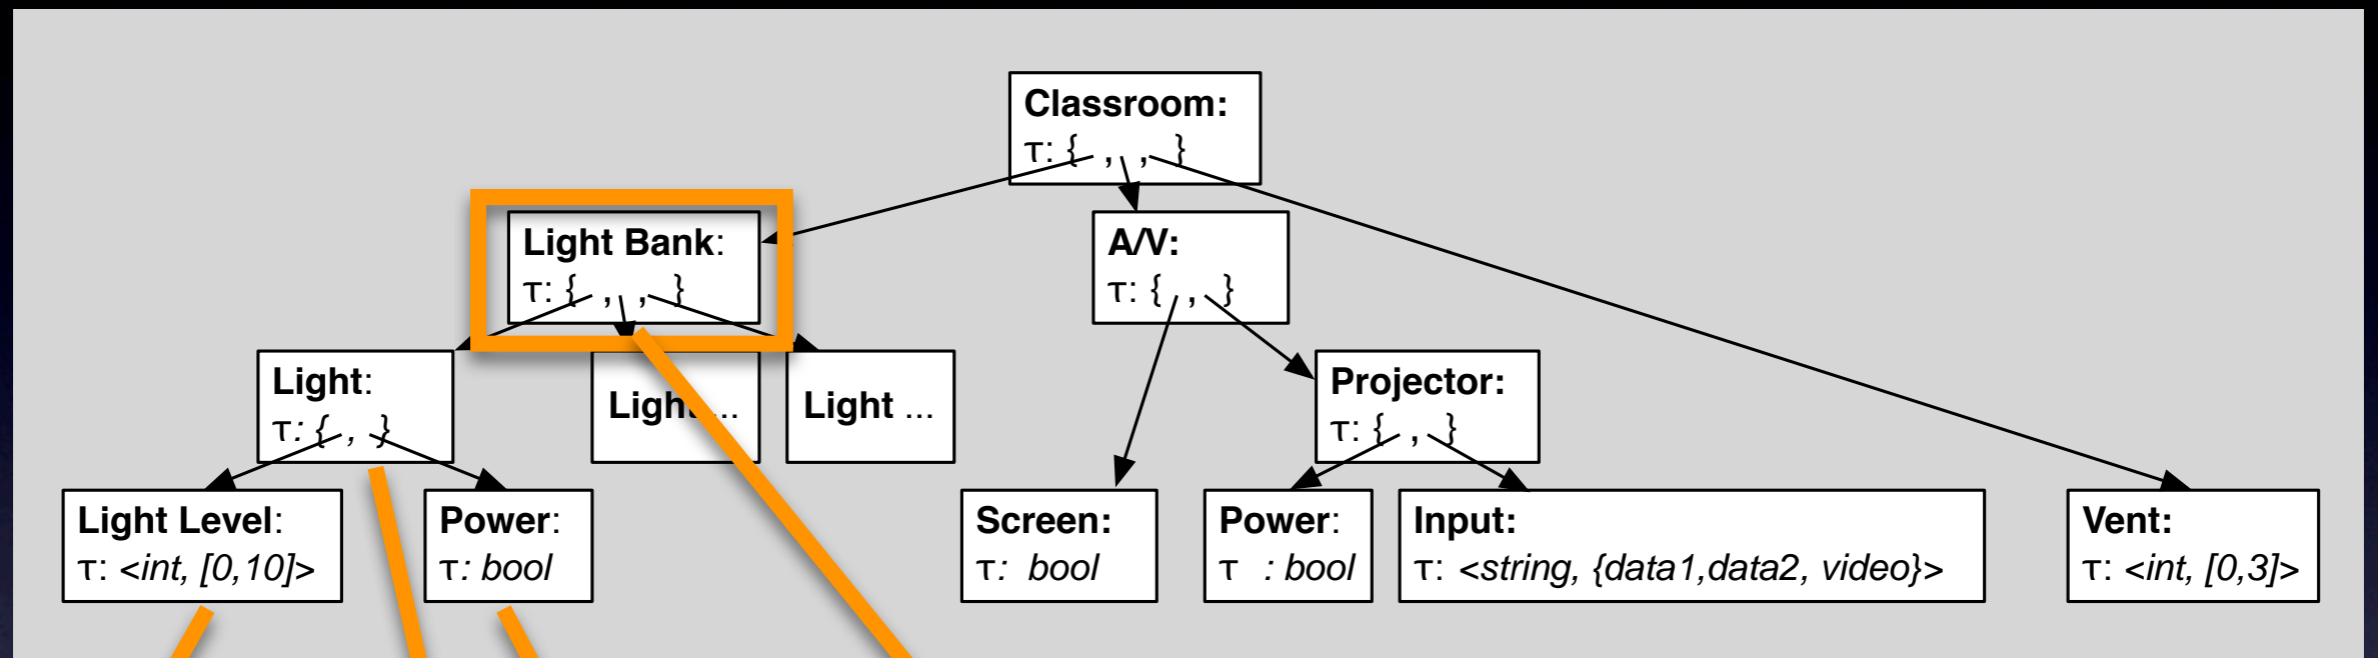 Classroom:
τ: { , , }
Light Bank:
τ: { , , }
A/V:
τ: { , }
Light:
τ: { , }
Light ...
Light ...
Projector:
τ: { , }
Light Level:
τ: <int, [0,10]>
Power:
τ: bool
Screen:
τ: bool
Power:
τ : bool
Input:
τ: <string, {data1,data2, video}>
Vent:
τ: <int, [0,3]>